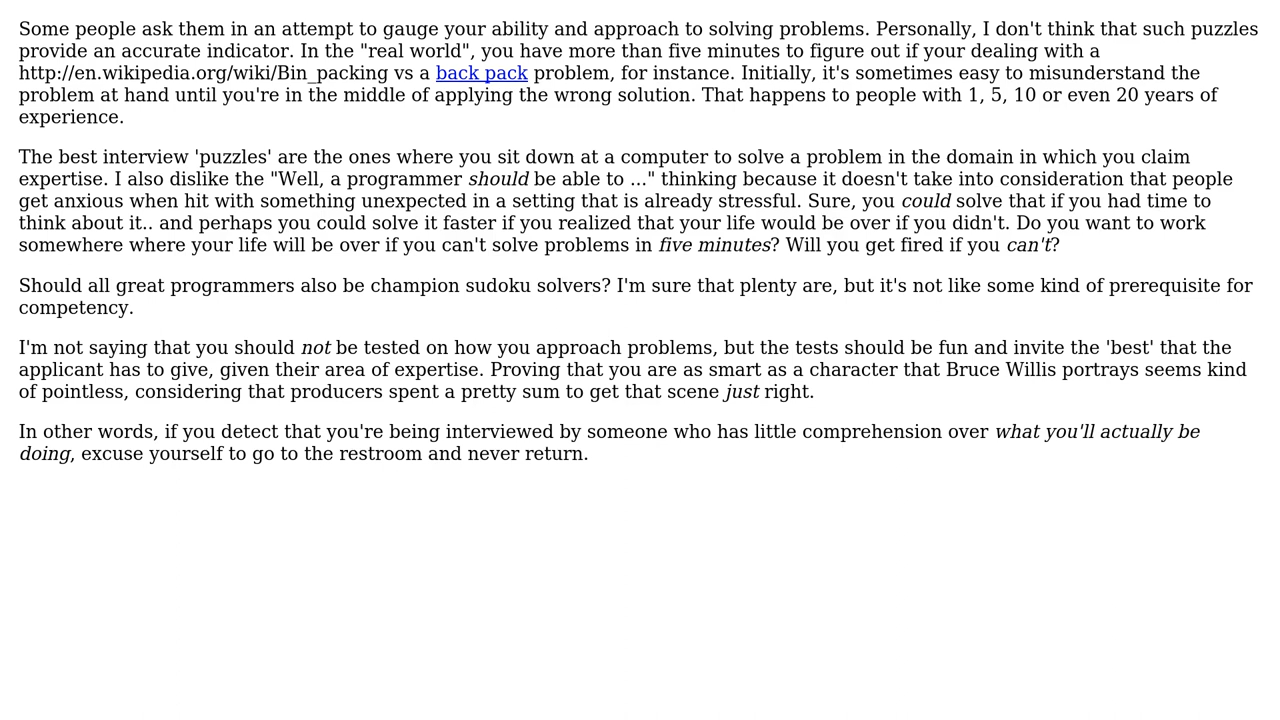 Some people ask them in an attempt to gauge your ability and approach to solving problems. Personally, I don't think that such puzzles
provide an accurate indicator. In the "real world", you have more than five minutes to figure out if your dealing with a
http://en.wikipedia.org/wiki/Bin_packing vs a back pack problem, for instance. Initially, it's sometimes easy to misunderstand the
problem at hand until you're in the middle of applying the wrong solution. That happens to people with 1, 5, 10 or even 20 years of
experience.
The best interview 'puzzles' are the ones where you sit down at a computer to solve a problem in the domain in which you claim
expertise. I also dislike the "Well, a programmer should be able to ..." thinking because it doesn't take into consideration that people
get anxious when hit with something unexpected in a setting that is already stressful. Sure, you could solve that if you had time to
think about it.. and perhaps you could solve it faster if you realized that your life would be over if you didn't. Do you want to work
somewhere where your life will be over if you can't solve problems in five minutes? Will you get fired if you can't?
Should all great programmers also be champion sudoku solvers? I'm sure that plenty are, but it's not like some kind of prerequisite for
competency.
I'm not saying that you should not be tested on how you approach problems, but the tests should be fun and invite the 'best' that the
applicant has to give, given their area of expertise. Proving that you are as smart as a character that Bruce Willis portrays seems kind
of pointless, considering that producers spent a pretty sum to get that scene just right.
In other words, if you detect that you're being interviewed by someone who has little comprehension over what you'll actually be
doing, excuse yourself to go to the restroom and never return.